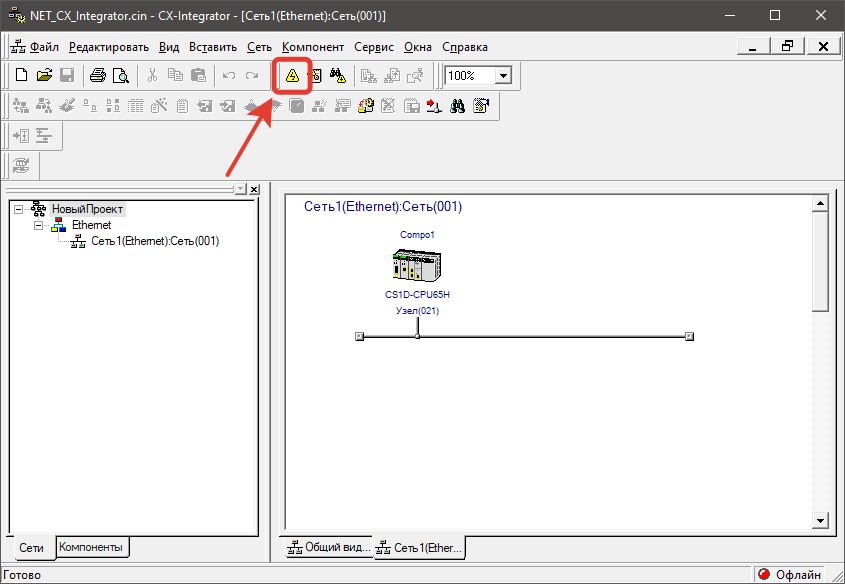 NET_CX_Integrator.cin - CX-Integrator - [Сеть1(Ethernet):Сеть(001)]
Файл Редактировать Вид Вставить Сеть Компонент Сервис Окна Справка
100%
НовыйПроект
Ethernet
Сеть1(Ethernet):Сеть(001)
Сети Компоненты
Сеть1(Ethernet):Сеть(001)
Compo1
CS1D-CPU65H
Узел(021)
Общий вид... Сеть1(Ether...
Готово
Офлайн